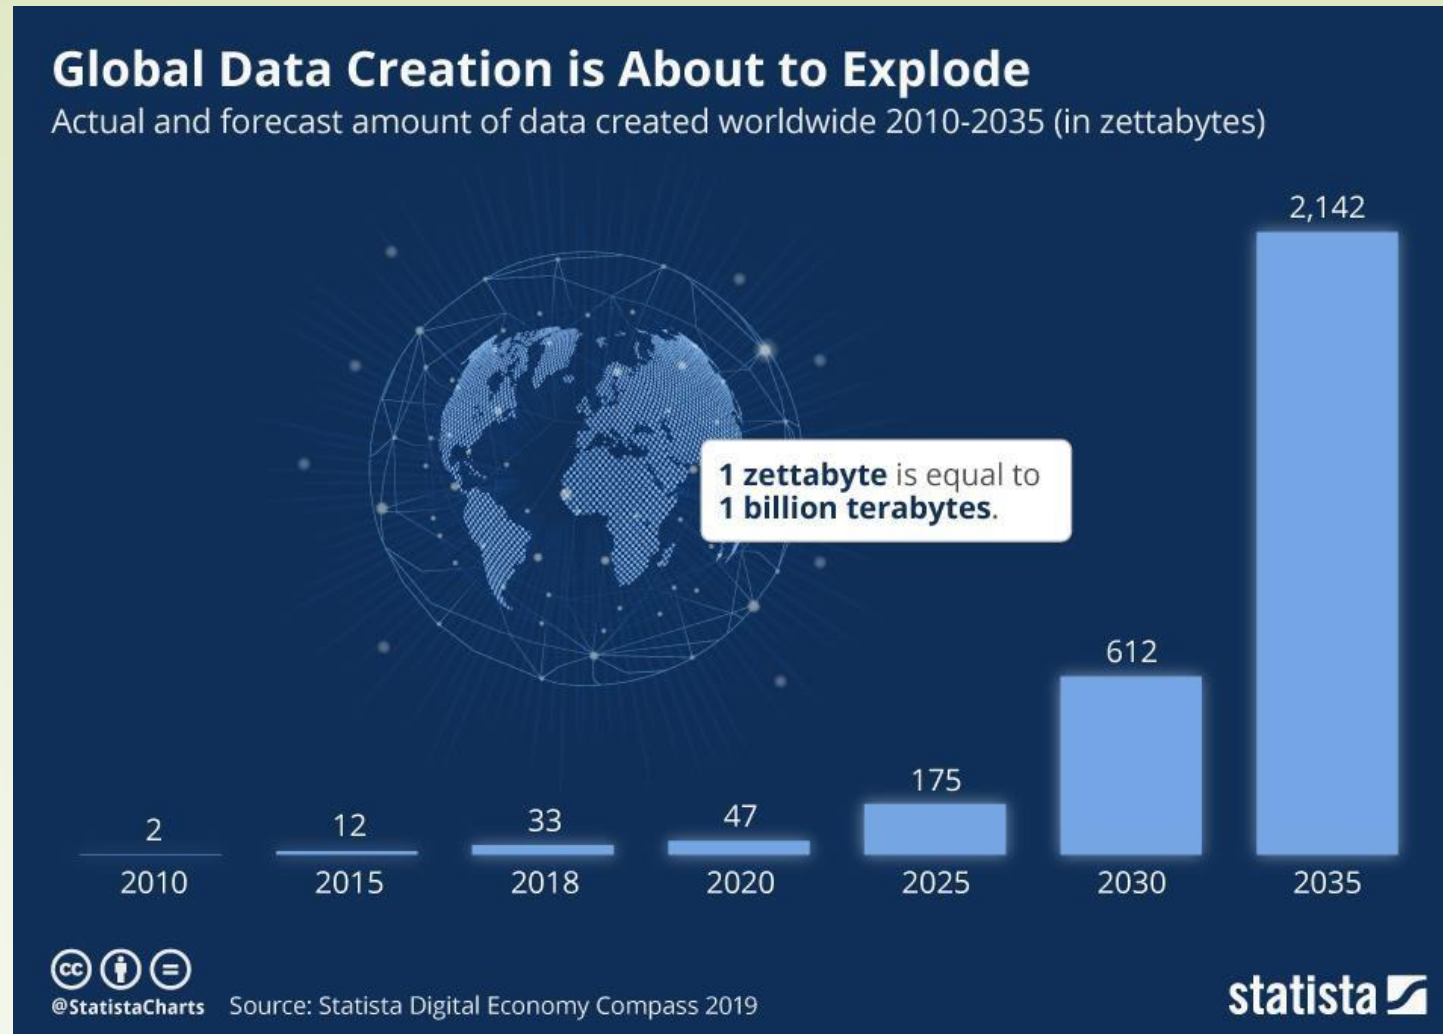 Global Data Creation is About to Explode
Actual and forecast amount of data created worldwide 2010-2035 (in zettabytes)
2,142
1 zettabyte is equal to
1 billion terabytes.
612
175
47
33
12
2
2010 2015 2018 2020 2025 2030 2035
cc
@StatistaCharts Source: Statista Digital Economy Compass 2019
statista